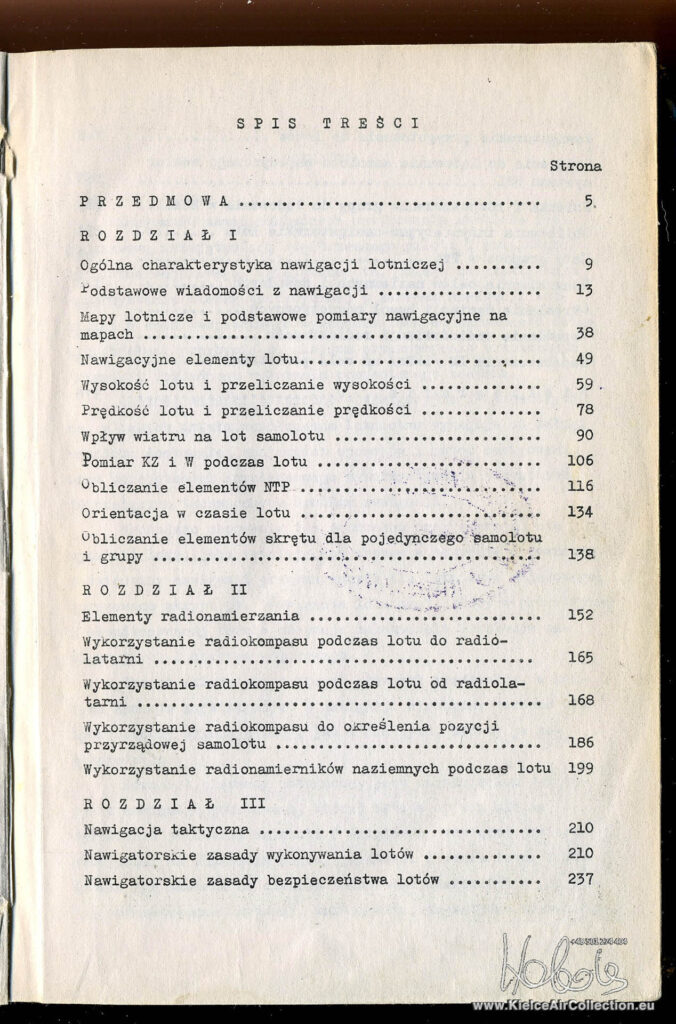 SPIS TREŚCI
Strona
PRZEDMOWA .................................. 5
ROZDZIAŁ I
Ogólna charakterystyka nawigacji lotniczej .......... 9
Podstawowe wiadomości z nawigacji ................... 13
Mapy lotnicze i podstawowe pomiary nawigacyjne na
mapach .............................................. 38
Nawigacyjne elementy lotu............................ 49
Wysokość lotu i przeliczanie wysokości .............. 59
Prędkość lotu i przeliczanie prędkości .............. 78
Wpływ wiatru na lot samolotu ........................ 90
Pomiar KZ i W podczas lotu .......................... 106
Obliczanie elementów NTP ............................ 116
Orientacja w czasie lotu ............................ 134
Obliczanie elementów skrętu dla pojedynczego samolotu
i grupy ............................................. 138
ROZDZIAŁ II
Elementy radionamierzania ........................... 152
Wykorzystanie radiokompasu podczas lotu do radio-
latarni ............................................. 165
Wykorzystanie radiokompasu podczas lotu od radiola-
tarni ............................................... 168
Wykorzystanie radiokompasu do określenia pozycji
przyrządowej samolotu ............................... 186
Wykorzystanie radionamierników naziemnych podczas lotu 199
ROZDZIAŁ III
Nawigacja taktyczna ................................. 210
Nawigatorskie zasady wykonywania lotów .............. 210
Nawigatorskie zasady bezpieczeństwa lotów ........... 237
www.KielceAirCollection.eu